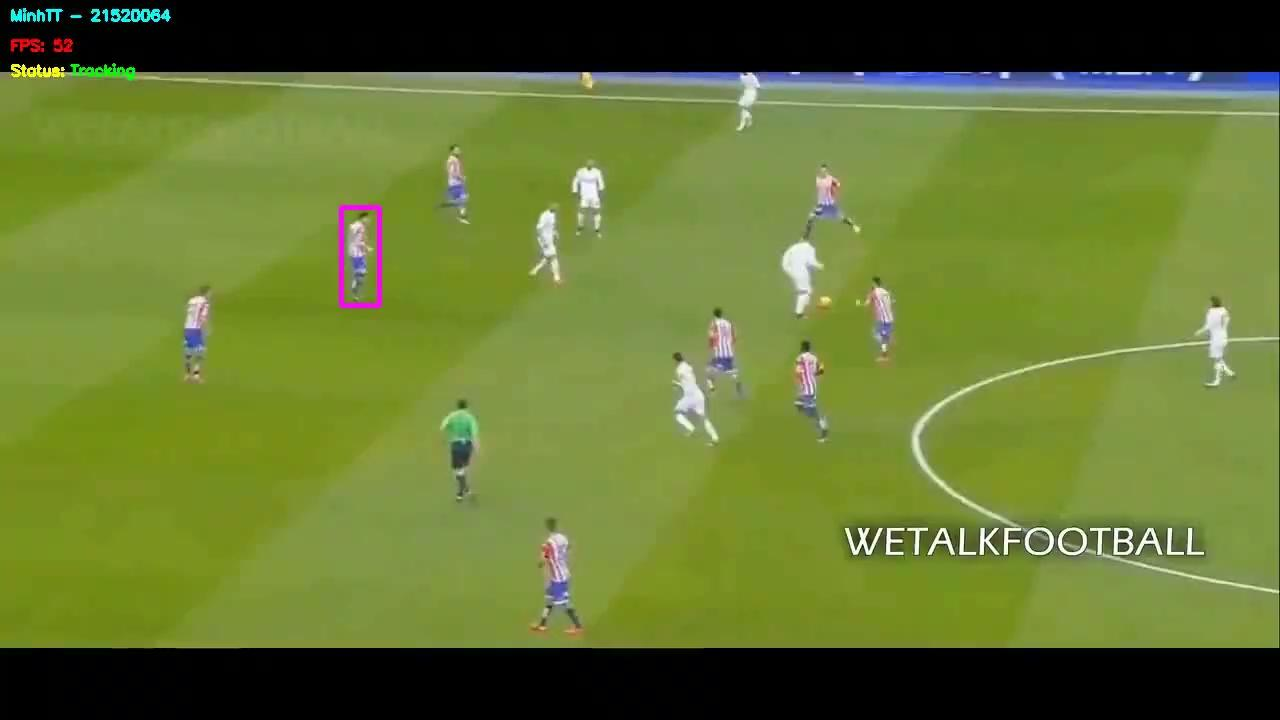 MinhTT - 21520064
FPS: 52
Status: Tracking
WETALKFOOTBALL